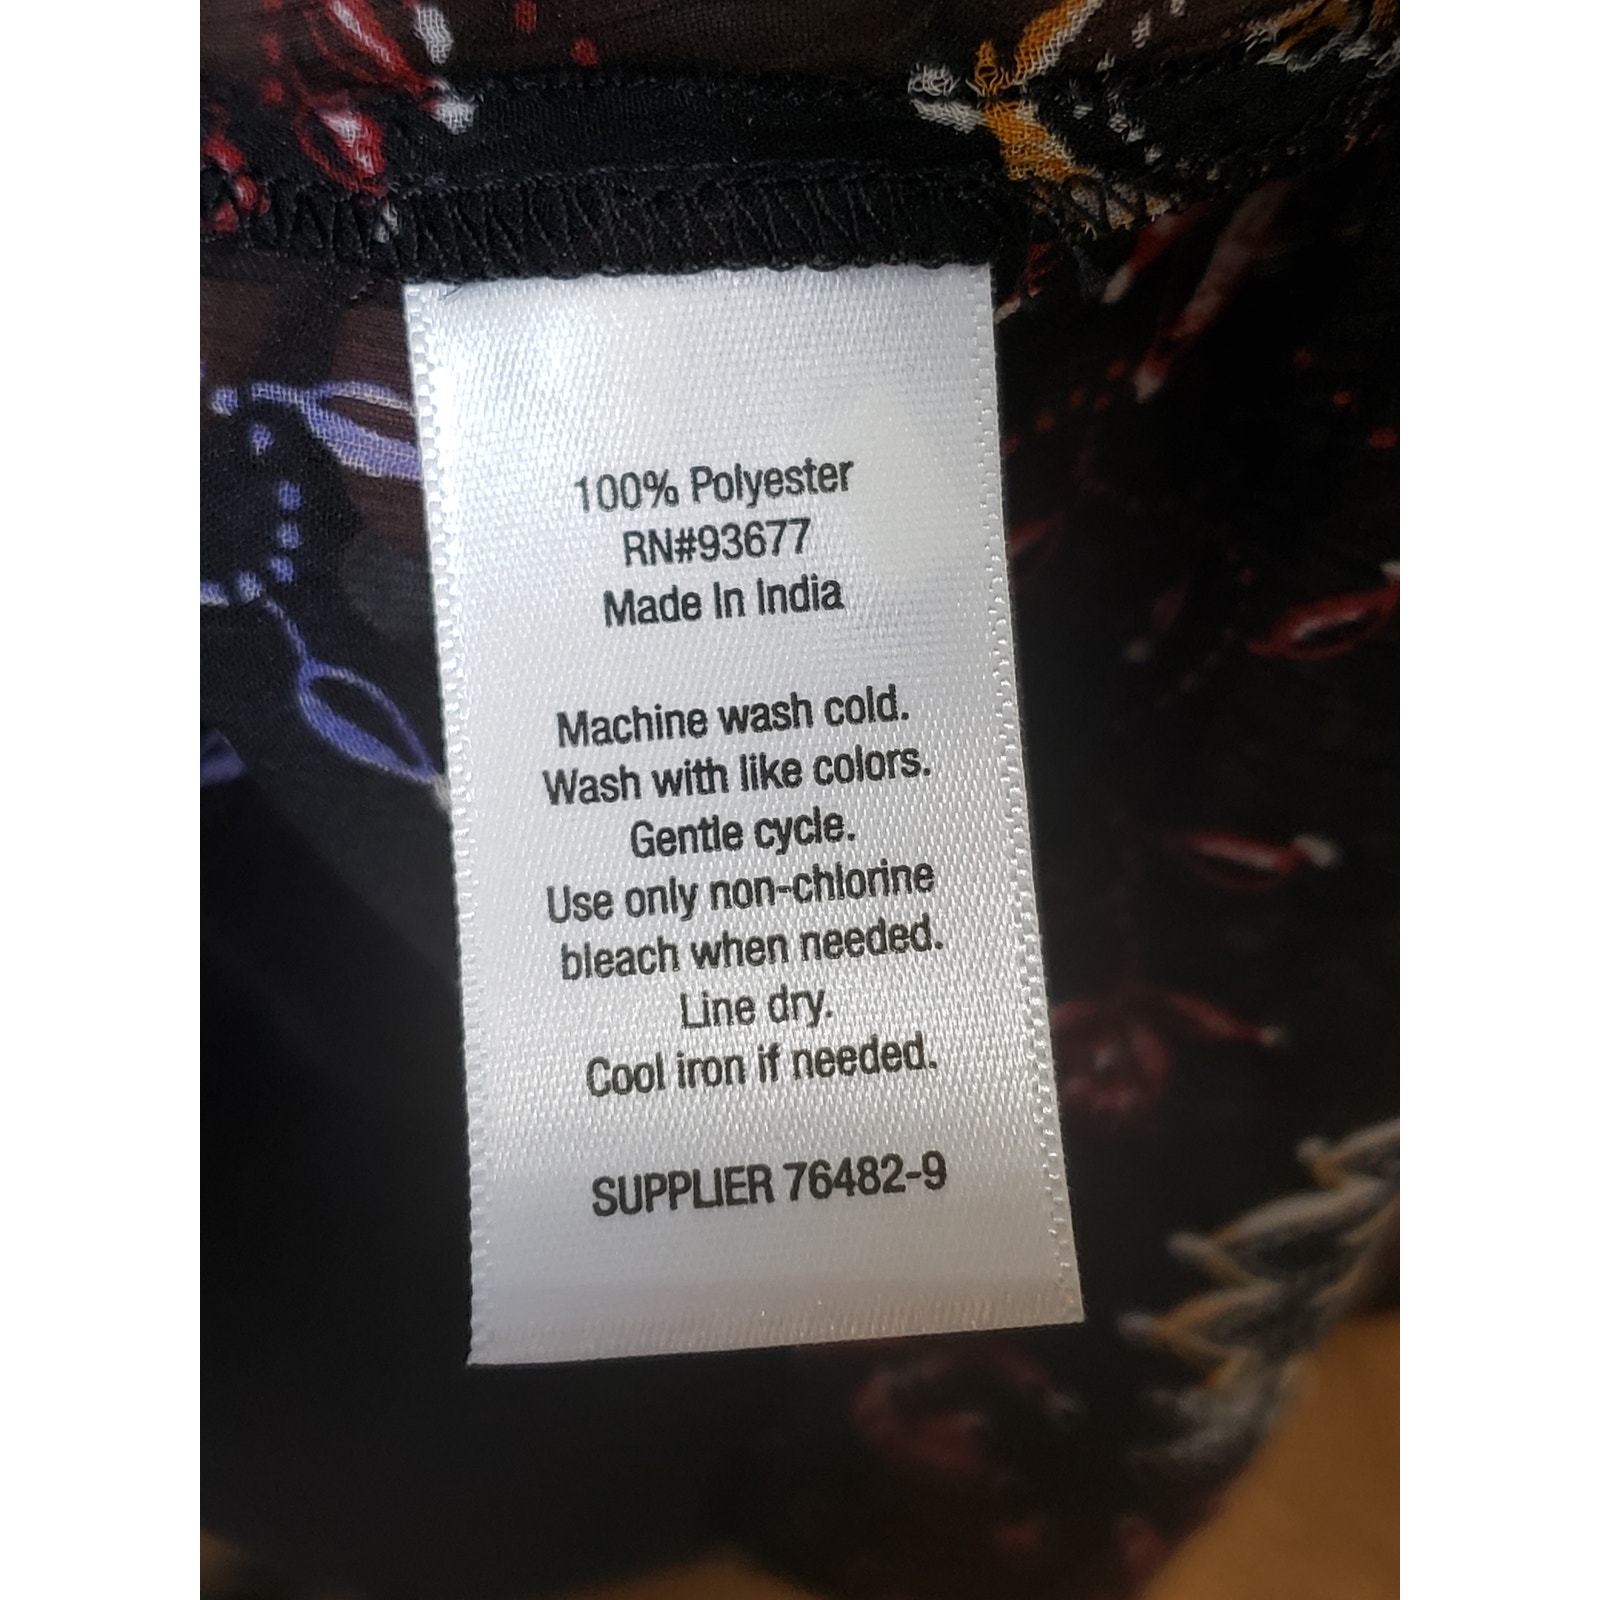 100% Polyester
RN#93677
Made In India
Machine wash cold.
Wash with like colors.
Gentle cycle.
Use only non-chlorine
bleach when needed.
Line dry.
Cool iron if needed.
SUPPLIER 76482-9